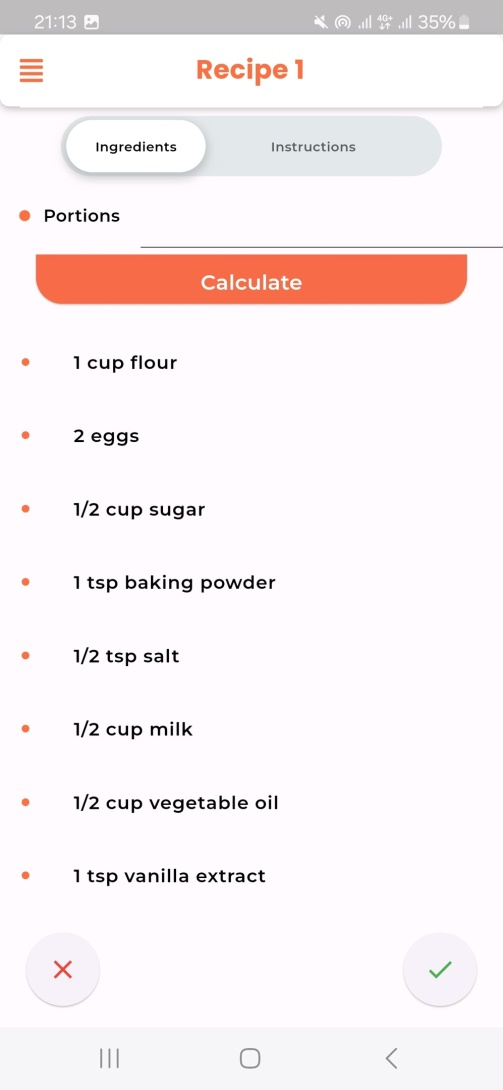 21:13 4G+ 35%
Recipe 1
Ingredients Instructions
Portions
Calculate
1 cup flour
2 eggs
1/2 cup sugar
1 tsp baking powder
1/2 tsp salt
1/2 cup milk
1/2 cup vegetable oil
1 tsp vanilla extract